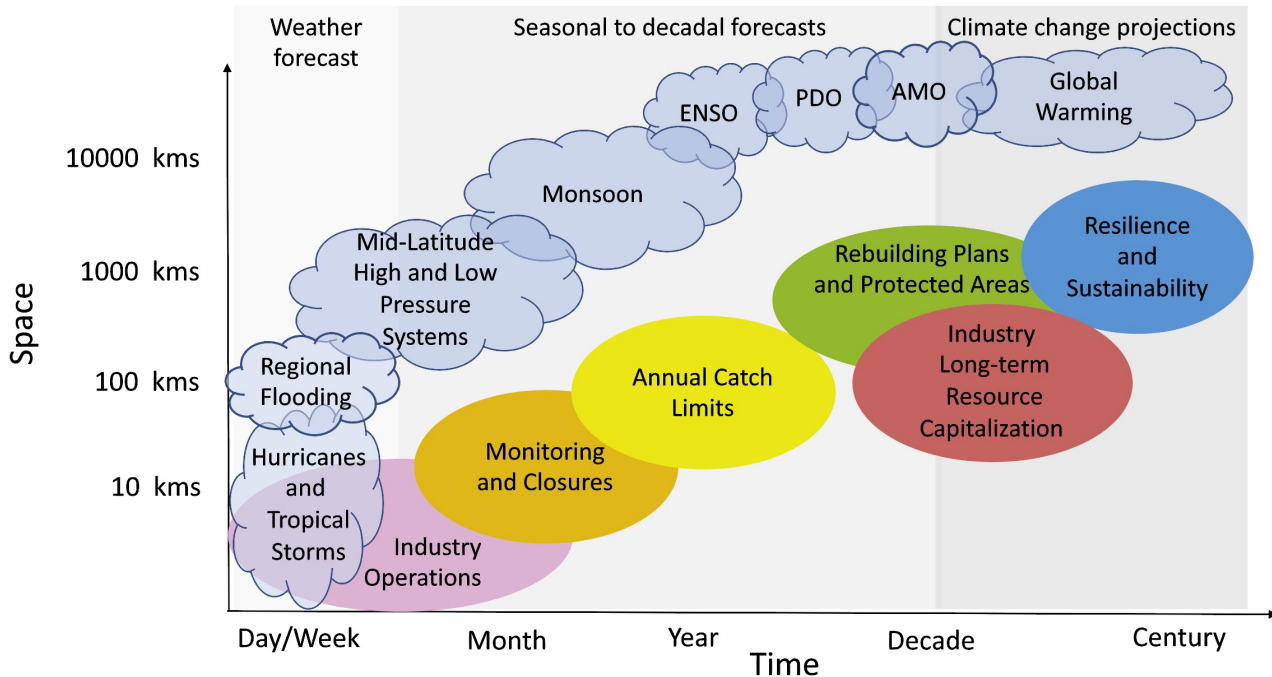 Weather
forecast
Seasonal to decadal forecasts
Climate change projections
ENSO
PDO
AMO
Global
Warming
10000 kms
Monsoon
Mid-Latitude
High and Low
Pressure
Systems
1000 kms
Resilience
and
Sustainability
Rebuilding Plans
and Protected Areas
Space
Regional
Flooding
100 kms
Annual Catch
Limits
Industry
Long-term
Resource
Capitalization
Hurricanes
and
Tropical
Storms
10 kms
Monitoring
and Closures
Industry
Operations
Day/Week
Month
Year
Decade
Century
Time